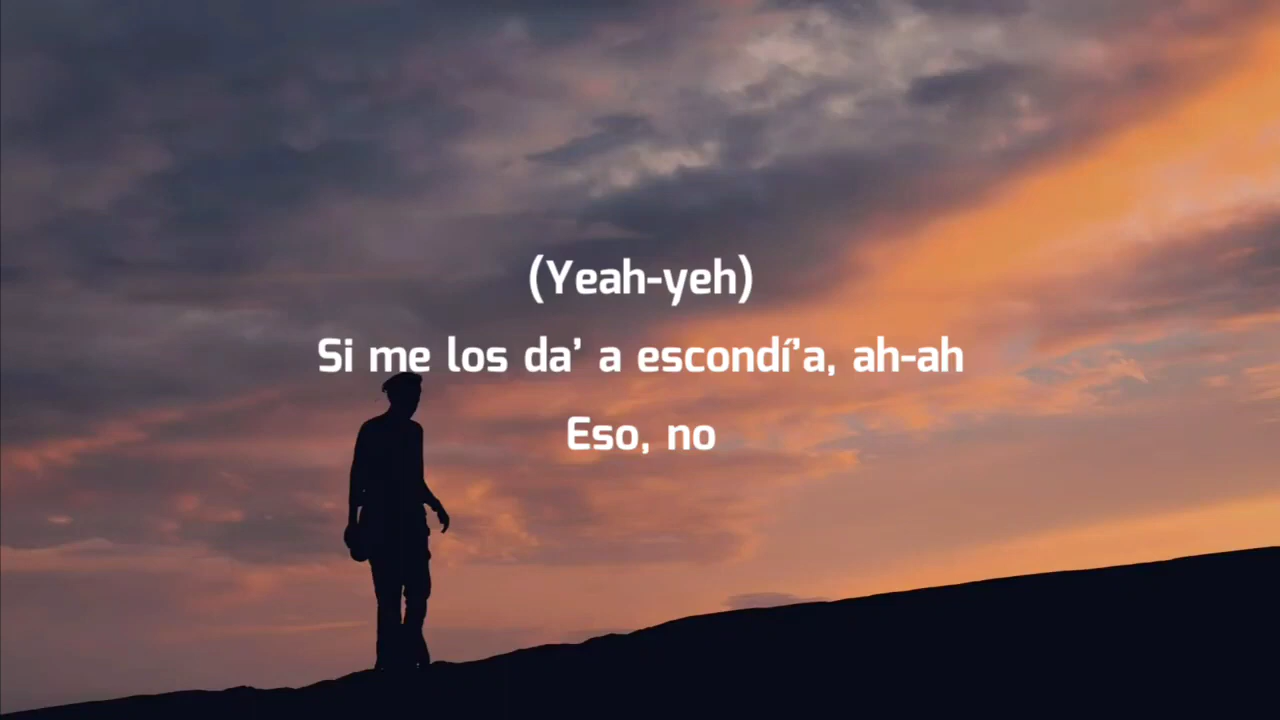 (Yeah-yeh)
Si me los da’ a escondí’a, ah-ah
Eso, no